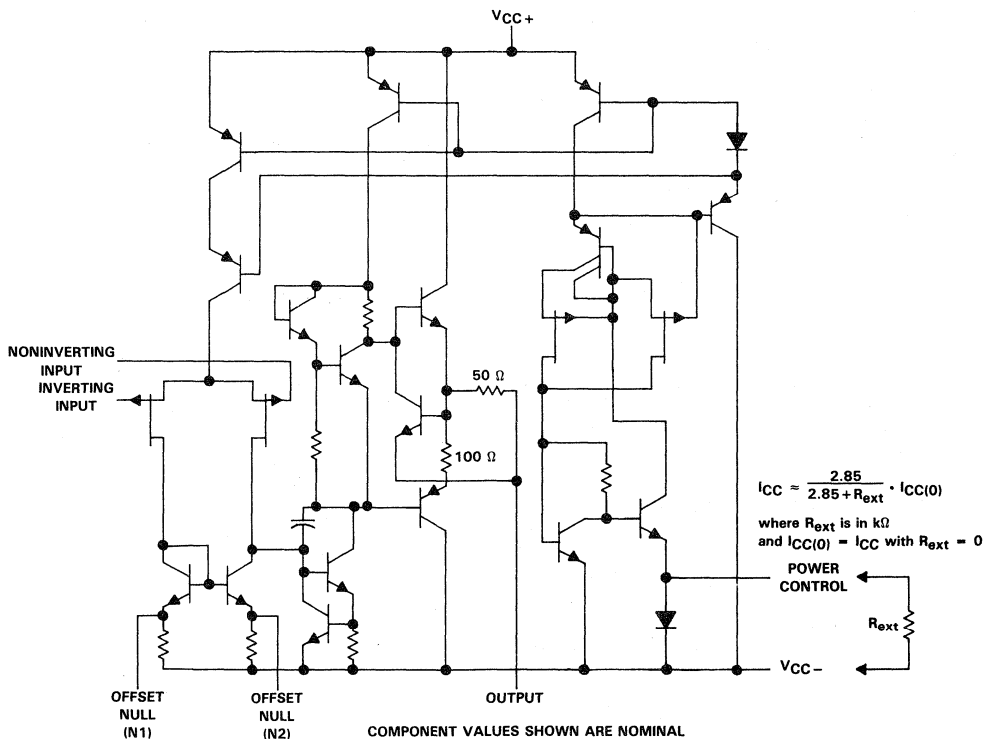 VCC+
NONINVERTING
INPUT
INVERTING
INPUT
50 Ω
100 Ω
ICC ≈ 2.85 / 2.85 + Rext · ICC(0)
where Rext is in kΩ
and ICC(0) = ICC with Rext = 0
POWER
CONTROL
Rext
VCC−
OFFSET
NULL
(N1)
OFFSET
NULL
(N2)
OUTPUT
COMPONENT VALUES SHOWN ARE NOMINAL